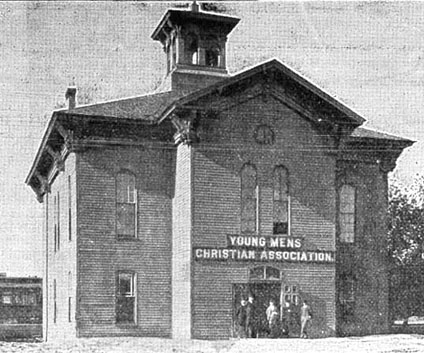 YOUNG MENS
CHRISTIAN ASSOCIATION.